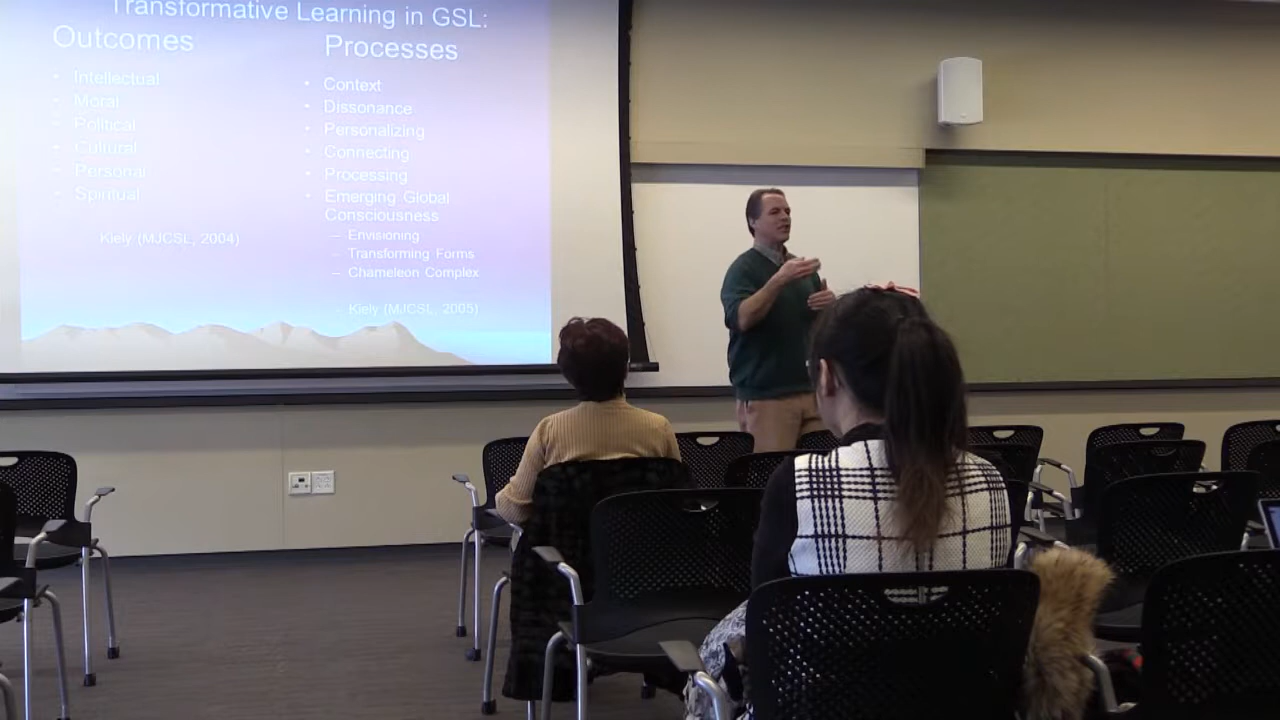 Transformative Learning in GSL:
Outcomes
• Intellectual
• Moral
• Political
• Cultural
• Personal
• Spiritual
Kiely (MJCSL, 2004)
Processes
• Context
• Dissonance
• Personalizing
• Connecting
• Processing
• Emerging Global
Consciousness
– Envisioning
– Transforming Forms
– Chameleon Complex
– Kiely (MJCSL, 2005)